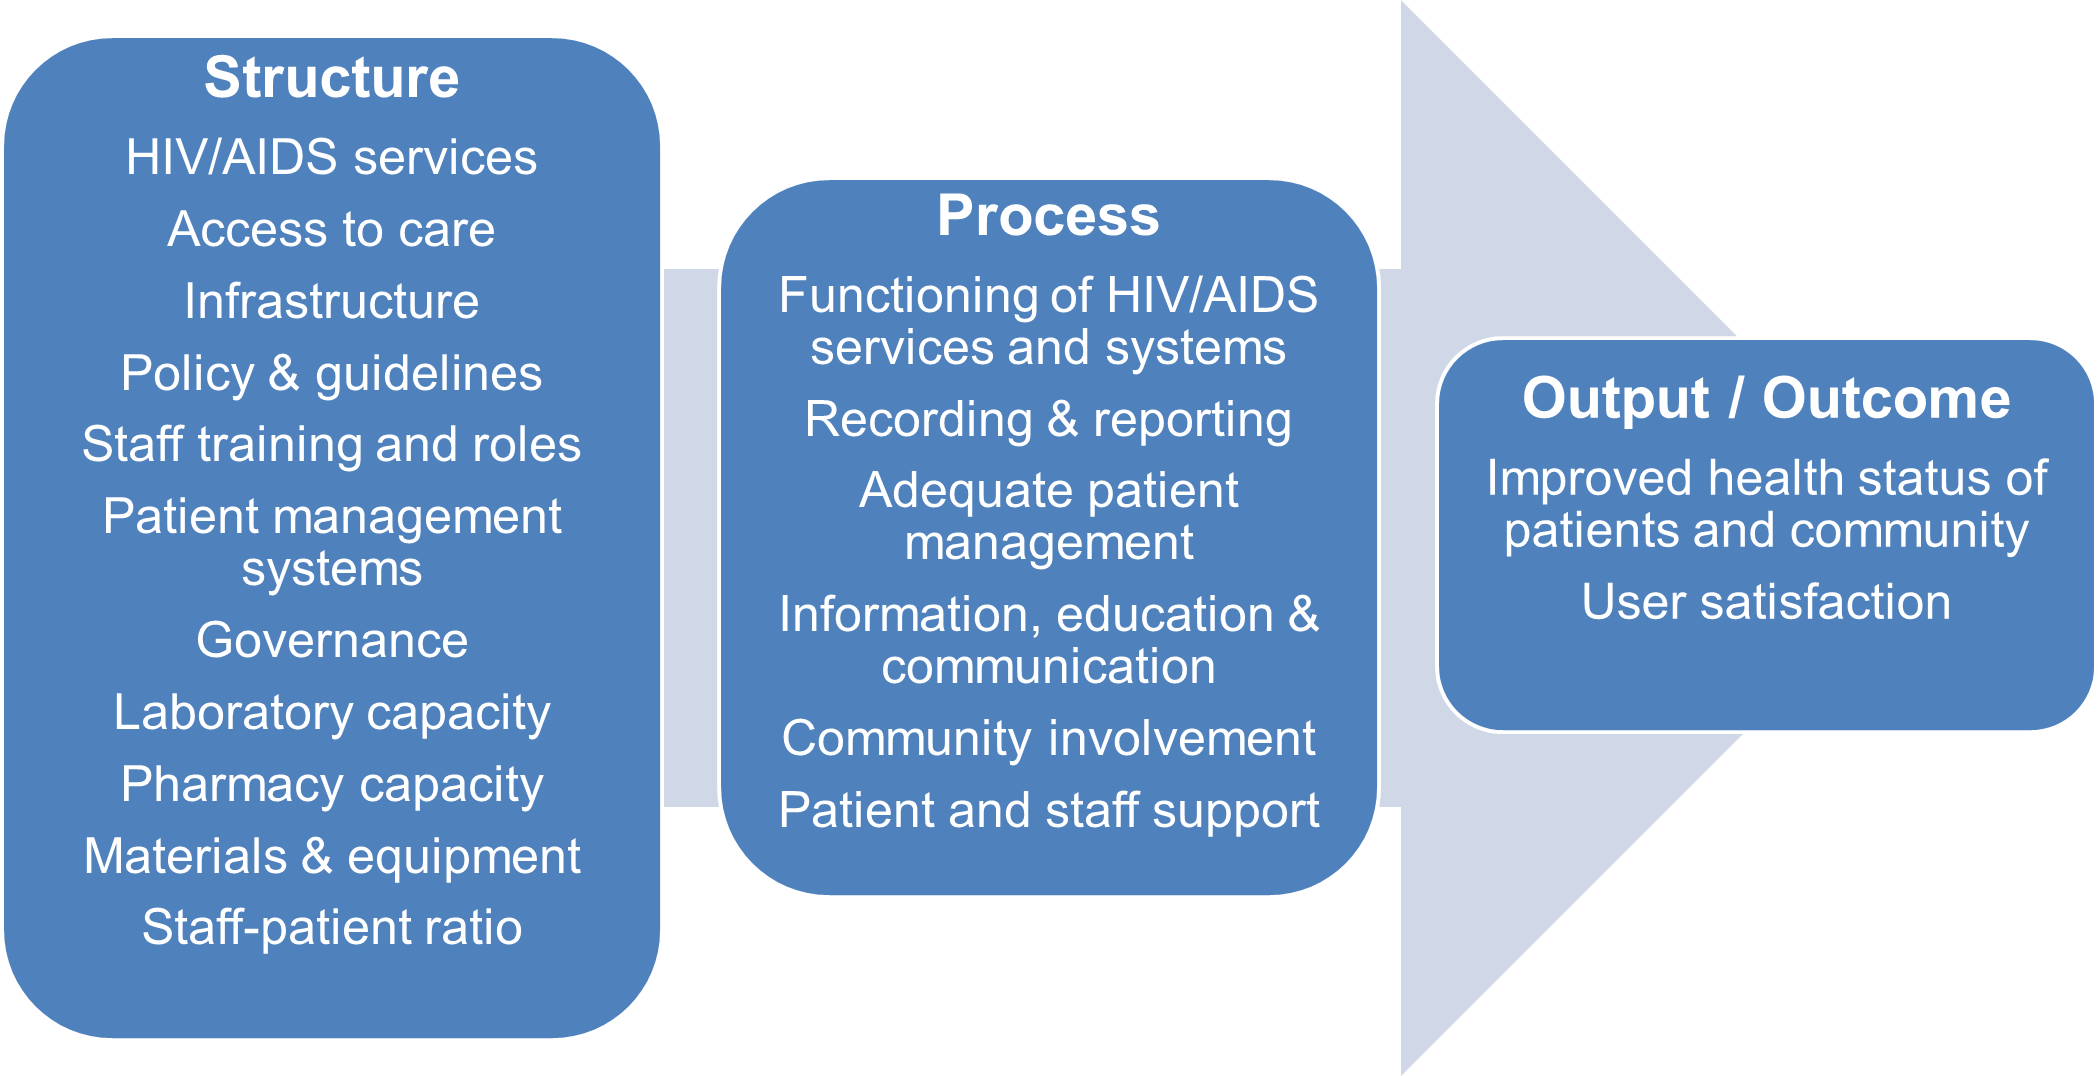 Structure
HIV/AIDS services
Access to care
Infrastructure
Policy & guidelines
Staff training and roles
Patient management
systems
Governance
Laboratory capacity
Pharmacy capacity
Materials & equipment
Staff-patient ratio
Process
Functioning of HIV/AIDS
services and systems
Recording & reporting
Adequate patient
management
Information, education &
communication
Community involvement
Patient and staff support
Output / Outcome
Improved health status of
patients and community
User satisfaction